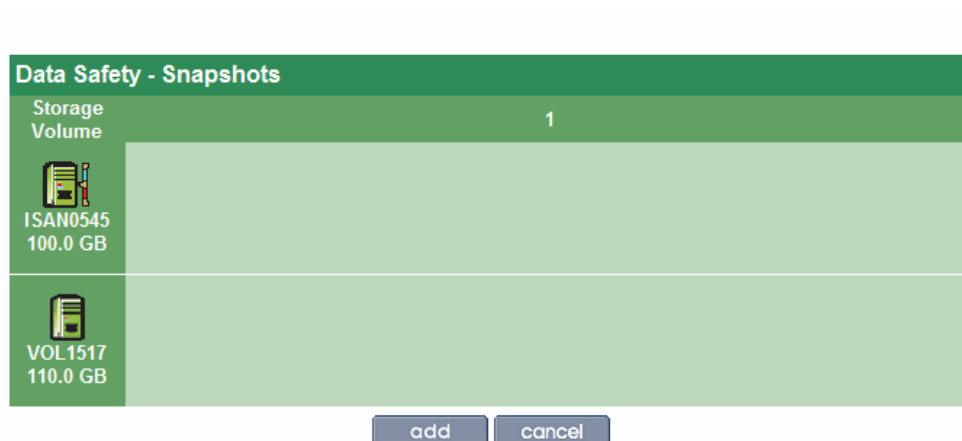 Data Safety - Snapshots
Storage
Volume
1
ISAN0545
100.0 GB
VOL1517
110.0 GB
add
cancel